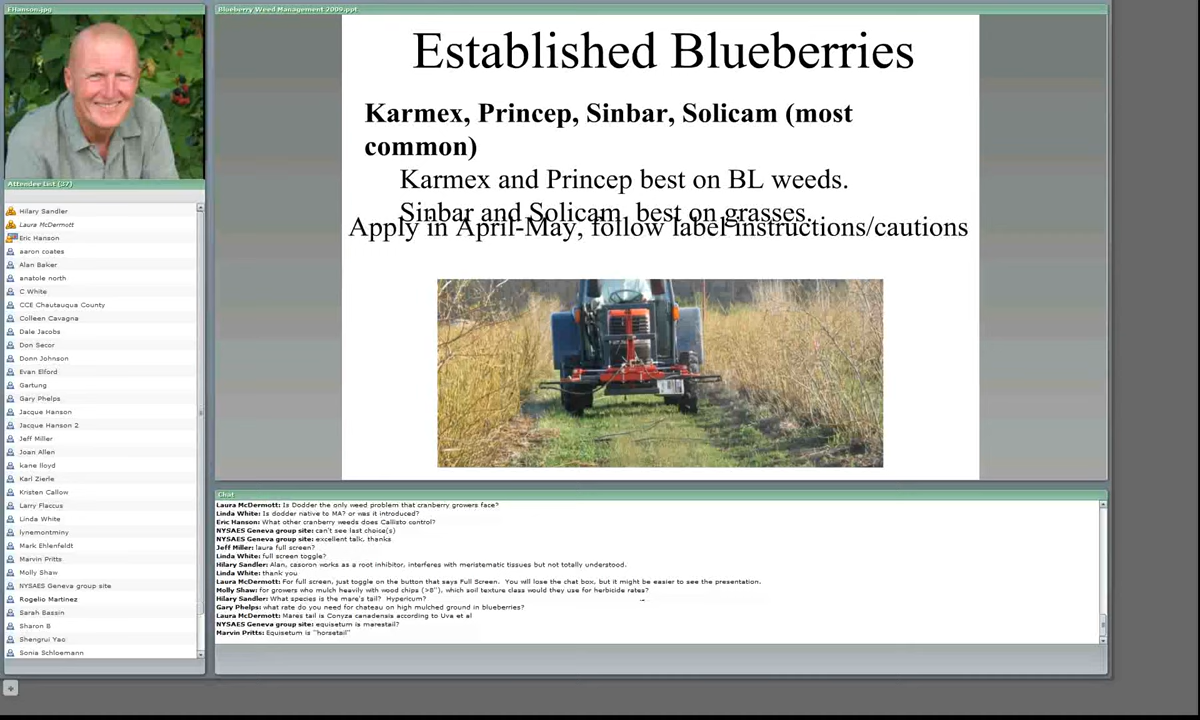 EHanson.jpg
Attendee List (37)
Hilary Sandler
Laura McDermott
Eric Hanson
aaron coates
Alan Baker
anatole north
C White
CCE Chautauqua County
Colleen Cavagna
Dale Jacobs
Don Secor
Donn Johnson
Evan Elford
Gartung
Gary Phelps
Jacque Hanson
Jacque Hanson 2
Jeff Miller
Joan Allen
kane lloyd
Karl Zierle
Kristen Callow
Larry Flaccus
Linda White
lynemontminy
Mark Ehlenfeldt
Marvin Pritts
Molly Shaw
NYSAES Geneva group site
Rogelio Martinez
Sarah Bassin
Sharon B
Shengrui Yao
Sonia Schloemann
Blueberry Weed Management 2009.ppt
Established Blueberries
Karmex, Princep, Sinbar, Solicam (most
common)
Karmex and Princep best on BL weeds.
Sinbar and Solicam best on grasses.
Apply in April-May, follow label instructions/cautions
Chat
Laura McDermott: Is Dodder the only weed problem that cranberry growers face?
Linda White: Is dodder native to MA? or was it introduced?
Eric Hanson: What other cranberry weeds does Callisto control?
NYSAES Geneva group site: can't see last choice(s)
NYSAES Geneva group site: excellent talk, thanks
Jeff Miller: laura full screen?
Linda White: full screen toggle?
Hilary Sandler: Alan, casoron works as a root inhibitor, interferes with meristematic tissues but not totally understood.
Linda White: thank you
Laura McDermott: For full screen, just toggle on the button that says Full Screen. You will lose the chat box, but it might be easier to see the presentation.
Molly Shaw: for growers who mulch heavily with wood chips (>8"), which soil texture class would they use for herbicide rates?
Hilary Sandler: What species is the mare's tail? Hypericum?
Gary Phelps: what rate do you need for chateau on high mulched ground in blueberries?
Laura McDermott: Mares tail is Conyza canadensis according to Uva et al
NYSAES Geneva group site: equisetum is marestail?
Marvin Pritts: Equisetum is "horsetail"